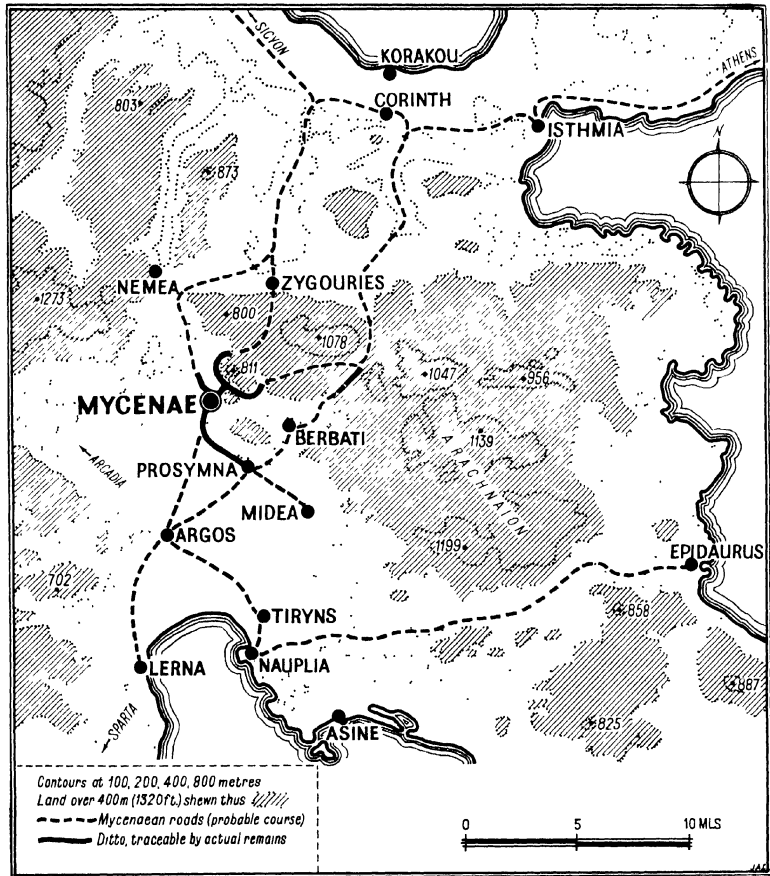 SICYON
KORAKOU
ATHENS
803
CORINTH
ISTHMIA
N
873
NEMEA
ZYGOURIES
1273
800
1078
811
1047
956
MYCENAE
BERBATI
1139
ARACHNAION
ARCADIA
PROSYMNA
MIDEA
ARGOS
1199
EPIDAURUS
702
TIRYNS
858
LERNA
NAUPLIA
887
SPARTA
ASINE
825
Contours at 100, 200, 400, 800 metres
Land over 400m (1320ft.) shewn thus
Mycenaean roads (probable course)
Ditto, traceable by actual remains
0 5 10 MLS